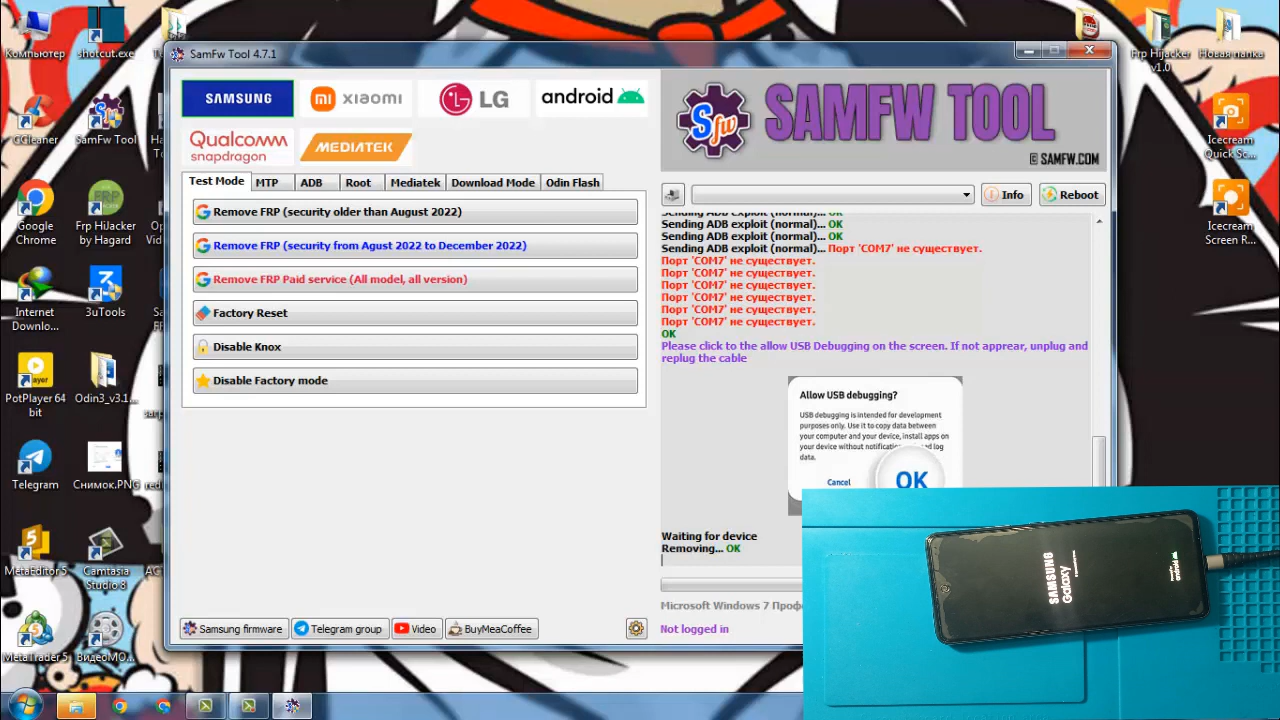 Компьютер
shotcut.exe
SamFw Tool 4.7.1
Frp Hijacker
v1.0
Новая папка
SAMSUNG
xiaomi
LG
android
Qualcomm
snapdragon
MEDIATEK
Sfw
SAMFW TOOL
© SAMFW.COM
CCleaner
SamFw Tool
Icecream
Quick Sc...
Test Mode
MTP
ADB
Root
Mediatek
Download Mode
Odin Flash
Info
Reboot
Remove FRP (security older than August 2022)
Remove FRP (security from Agust 2022 to December 2022)
Remove FRP Paid service (All model, all version)
Factory Reset
Disable Knox
Disable Factory mode
Sending ADB exploit (normal)... OK
Sending ADB exploit (normal)... OK
Sending ADB exploit (normal)... OK
Sending ADB exploit (normal)... Порт 'COM7' не существует.
Порт 'COM7' не существует.
Порт 'COM7' не существует.
Порт 'COM7' не существует.
Порт 'COM7' не существует.
Порт 'COM7' не существует.
Порт 'COM7' не существует.
OK
Please click to the allow USB Debugging on the screen. If not apprear, unplug and
replug the cable
Allow USB debugging?
USB debugging is intended for development
purposes only. Use it to copy data between
your computer and your device, install apps on
your device without
log
data.
Cancel
OK
Waiting for device
Removing... OK
Google
Chrome
FRP
Frp HiJacker
by Hagard
Icecream
Screen R...
Internet
Downlo...
3uTools
player
PotPlayer 64
bit
Odin3_v3.1...
Telegram
Снимок.PNG
MetaEditor 5
Camtasia
Studio 8
MetaTrader 5
ВидеоМО...
Samsung firmware
Telegram group
Video
BuyMeaCoffee
Microsoft Windows 7 Проф
Not logged in
SAMSUNG
Galaxy
android